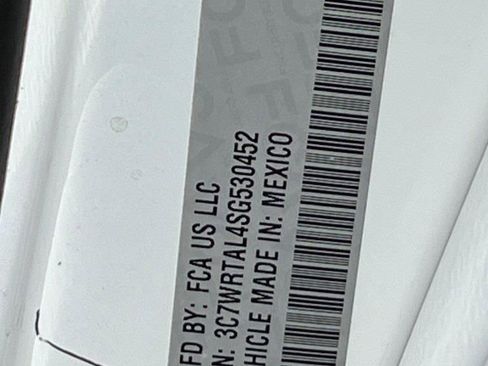 FD BY: FCA US LLC
N: 3C7WRTAL4SG530452
HICLE MADE IN: MEXICO